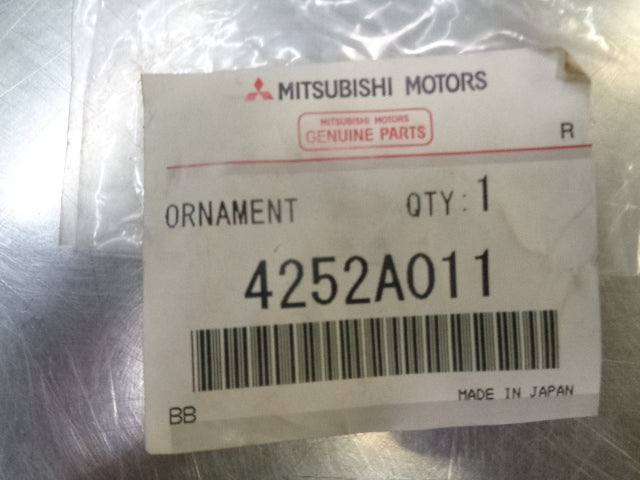 MITSUBISHI MOTORS
MITSUBISHI MOTORS
GENUINE PARTS
R
ORNAMENT QTY: 1
4252A011
MADE IN JAPAN
BB